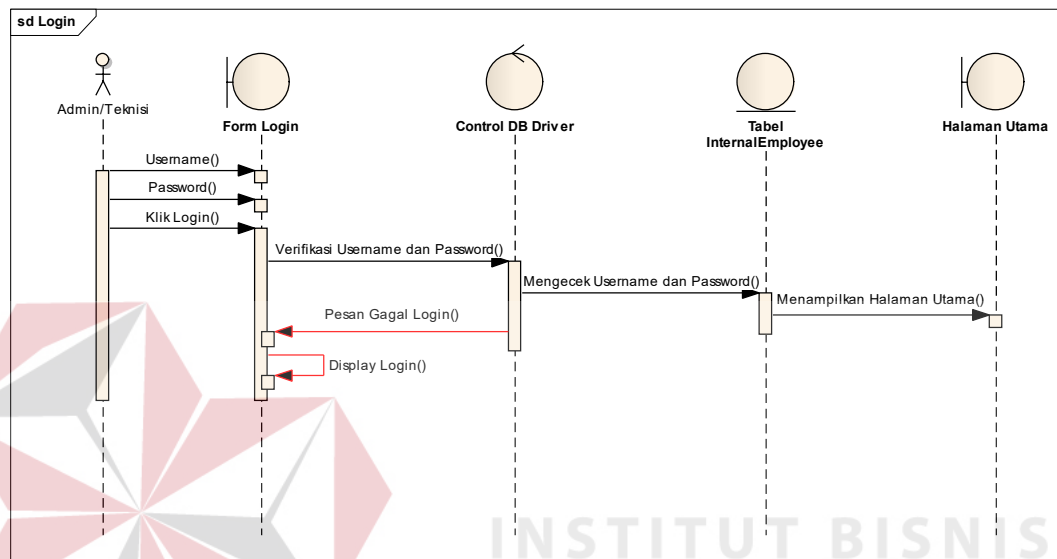 sd Login
Admin/Teknisi
Form Login
Control DB Driver
Tabel
InternalEmployee
Halaman Utama
Username()
Password()
Klik Login()
Verifikasi Username dan Password()
Mengecek Username dan Password()
Menampilkan Halaman Utama()
Pesan Gagal Login()
Display Login()
INSTITUT BISNIS